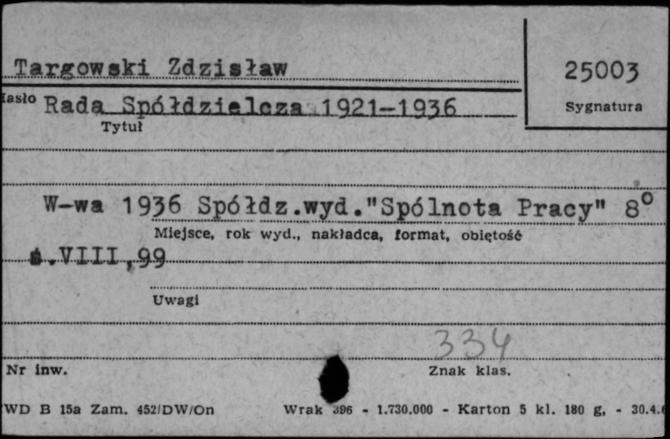 Targowski Zdzisław
25003
Sygnatura
Hasło Rada Spółdzielcza 1921-1936
Tytuł
W-wa 1936 Spółdz.wyd."Spólnota Pracy" 8°
Miejsce, rok wyd., nakładca, format, objętość
s.VIII,99
Uwagi
334
Nr inw.
Znak klas.
WD B 15a Zam. 452/DW/On Wrak 396 - 1.730.000 - Karton 5 kl. 180 g, - 30.4.6